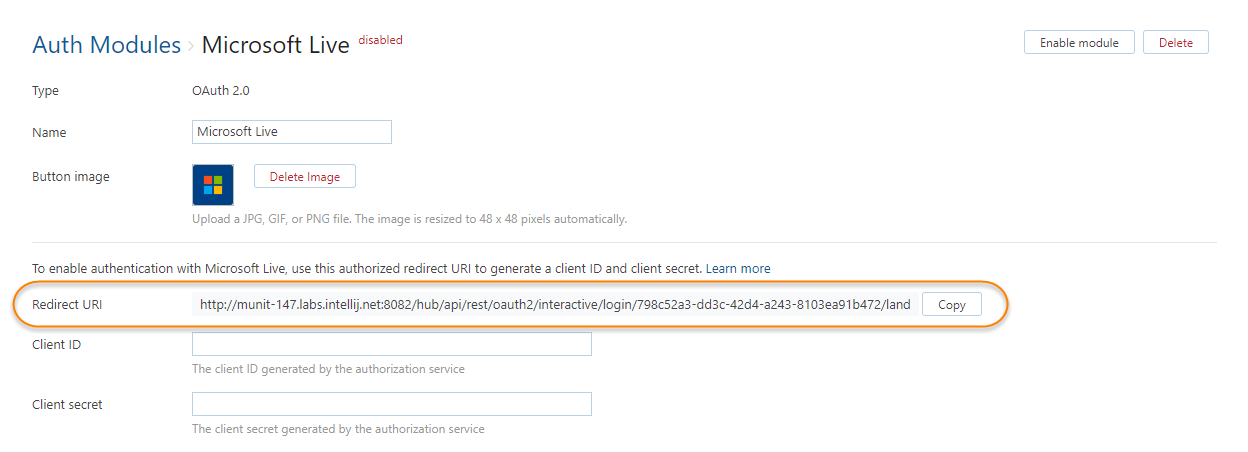 Auth Modules › Microsoft Live disabled
Enable module Delete
Type OAuth 2.0
Name Microsoft Live
Button image Delete Image
Upload a JPG, GIF, or PNG file. The image is resized to 48 x 48 pixels automatically.
To enable authentication with Microsoft Live, use this authorized redirect URI to generate a client ID and client secret. Learn more
Redirect URI http://munit-147.labs.intellij.net:8082/hub/api/rest/oauth2/interactive/login/798c52a3-dd3c-42d4-a243-8103ea91b472/land Copy
Client ID
The client ID generated by the authorization service
Client secret
The client secret generated by the authorization service